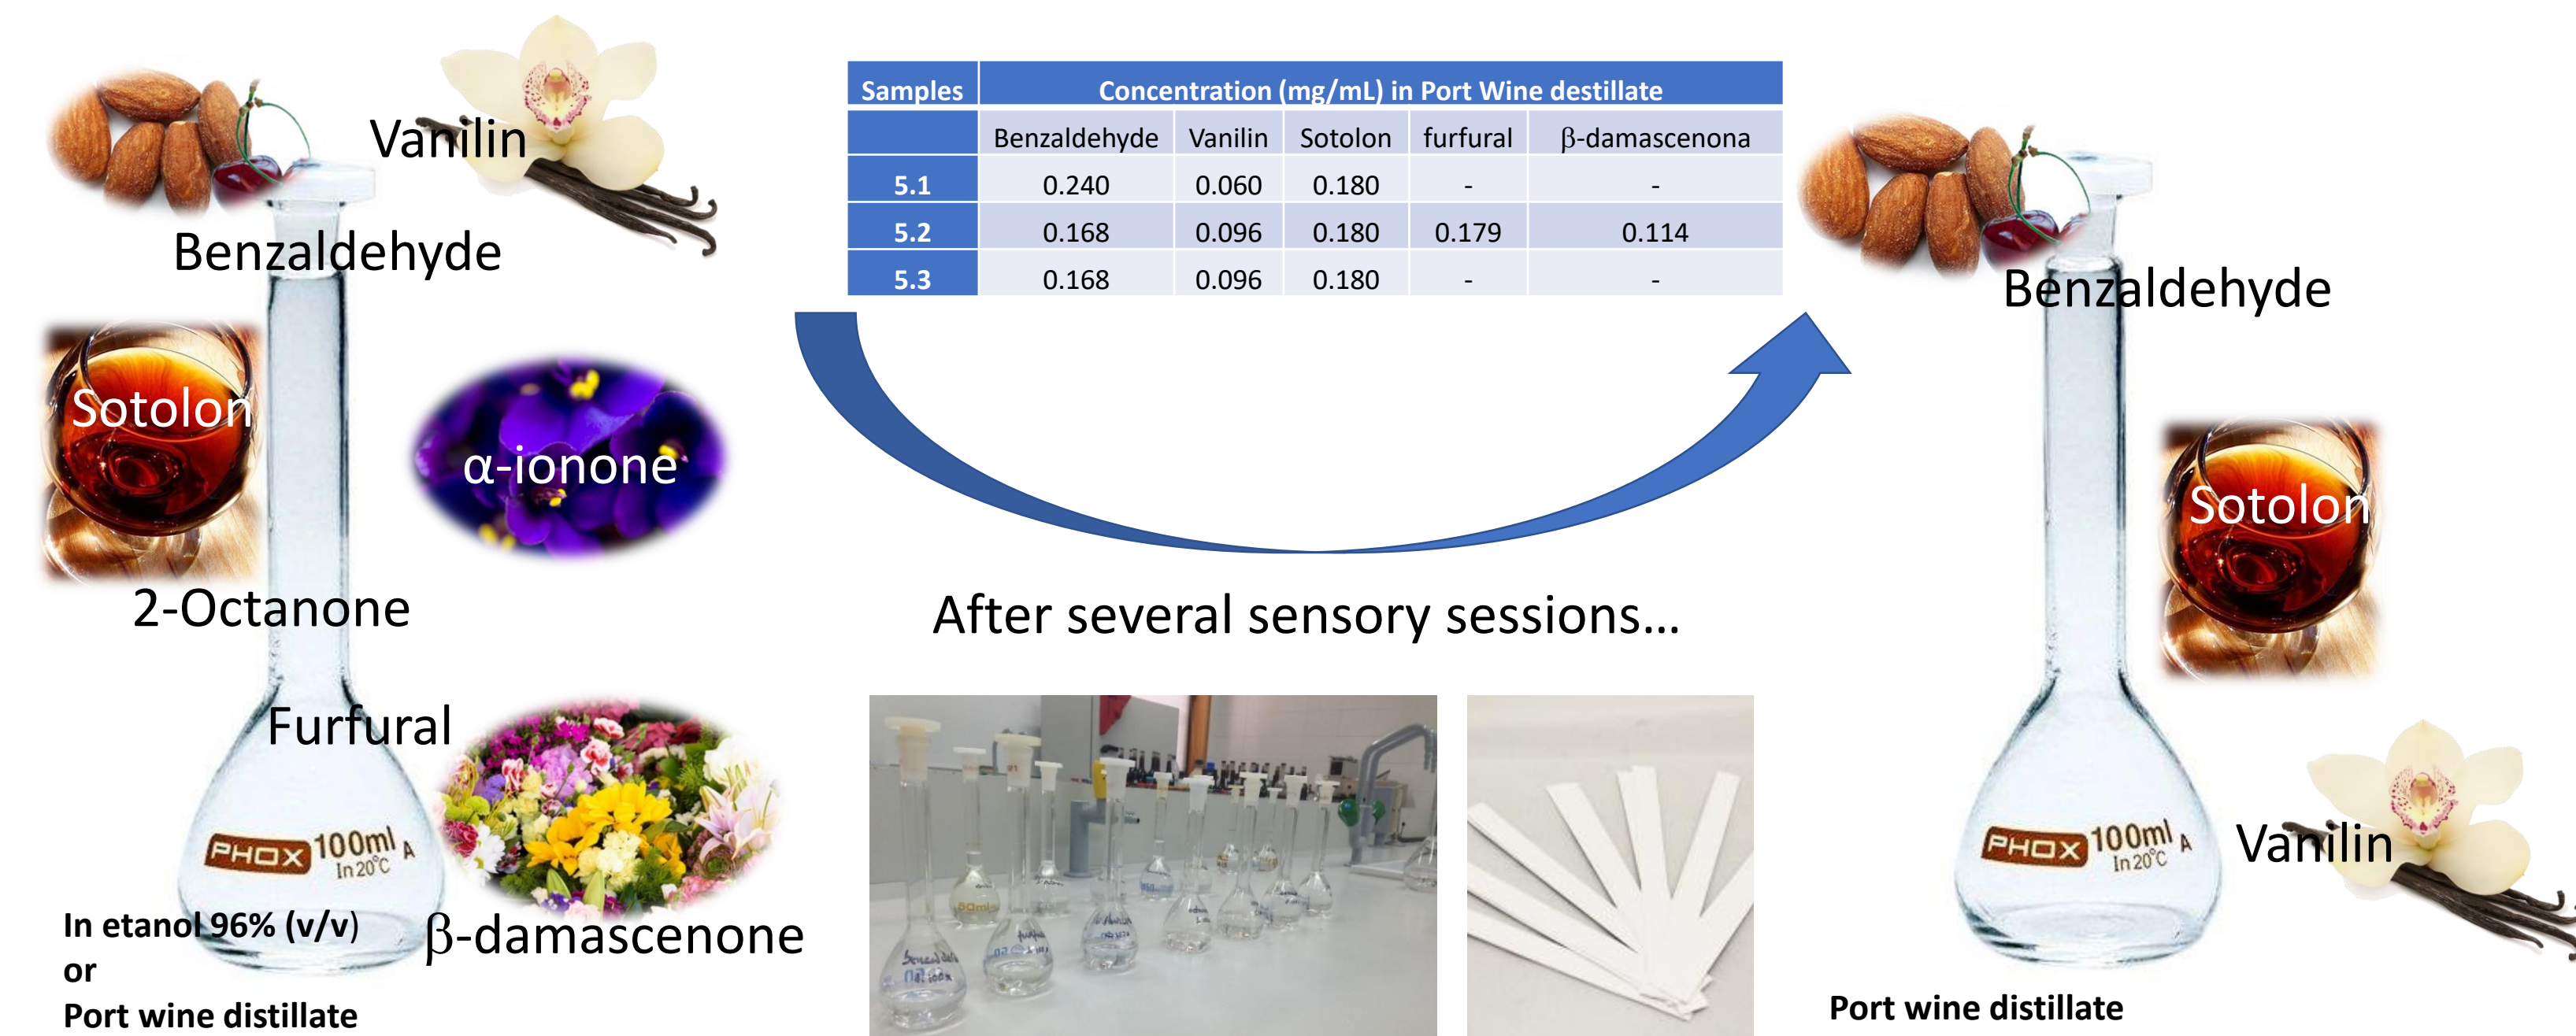 Vanilin
Benzaldehyde
Sotolon
α-ionone
2-Octanone
Furfural
PHOX 100ml A
In 20°C
In etanol 96% (v/v)
or
Port wine distillate
β-damascenone
Samples Concentration (mg/mL) in Port Wine destillate
Benzaldehyde Vanilin Sotolon furfural β-damascenona
5.1 0.240 0.060 0.180 - -
5.2 0.168 0.096 0.180 0.179 0.114
5.3 0.168 0.096 0.180 - -
After several sensory sessions...
50ml
Benzaldehyde
Sotolon
PHOX 100ml A
In 20°C
Vanilin
Port wine distillate